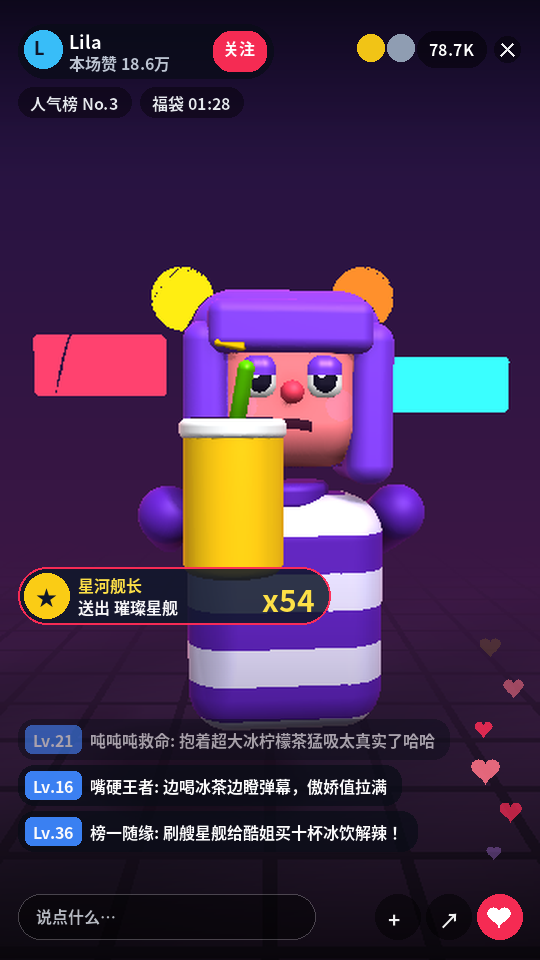 L
Lila
本场赞 18.6万
关注
78.7K
人气榜 No.3
福袋 01:28
星河舰长
送出 璀璨星舰
x54
Lv.21 吨吨吨救命: 抱着超大冰柠檬茶猛吸太真实了哈哈
Lv.16 嘴硬王者: 边喝冰茶边瞪弹幕，傲娇值拉满
Lv.36 榜一随缘: 刷艘星舰给酷姐买十杯冰饮解辣！
说点什么…